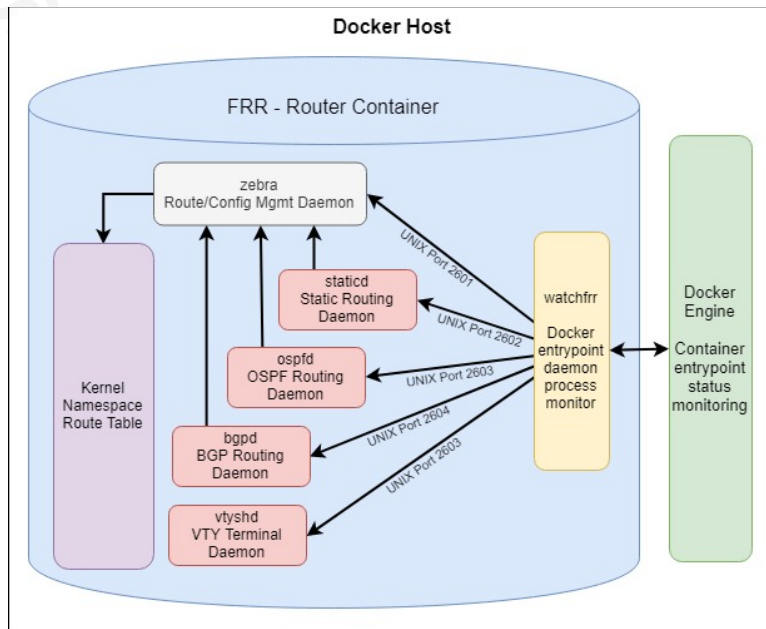 Docker Host
FRR - Router Container
zebra
Route/Config Mgmt Daemon
UNIX Port 2601
staticd
Static Routing
Daemon
UNIX Port 2602
ospfd
OSPF Routing
Daemon
UNIX Port 2603
bgpd
BGP Routing
Daemon
UNIX Port 2604
vtyshd
VTY Terminal
Daemon
UNIX Port 2603
Kernel
Namespace
Route Table
watchfrr
Docker
entrypoint
daemon
process
monitor
Docker
Engine
Container
entrypoint
status
monitoring